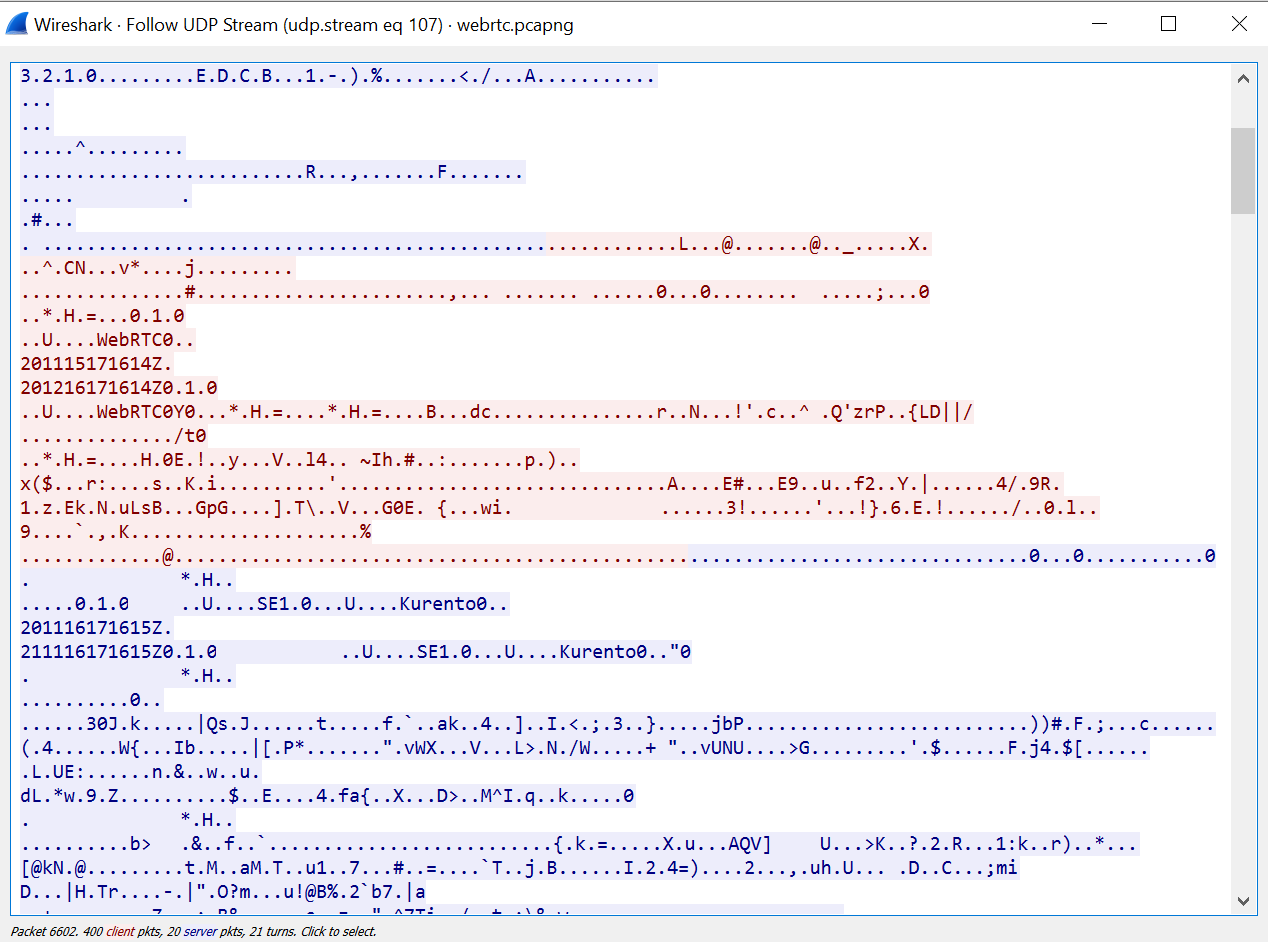 Wireshark · Follow UDP Stream (udp.stream eq 107) · webrtc.pcapng
3.2.1.0.........E.D.C.B...1.-.).%.......<./...A...........
...
...
.....^.........
..........................R...,.......F.......
.....          .
.#...
. ............................................................L...@.......@.._.....X.
..^.CN...v*....j.........
...............#.......................,... ....... ......0...0........  .....;...0
..*.H.=...0.1.0
..U....WebRTC0..
201115171614Z.
201216171614Z0.1.0
..U....WebRTC0Y0...*.H.=....*.H.=....B...dc...............r..N...!'.c..^ .Q'zrP..{LD||/
............../t0
..*.H.=....H.0E.!..y...V..l4.. ~Ih.#..:.......p.)..
x($...r:....s..K.i..........'..............................A....E#...E9..u..f2..Y.|......4/.9R.
1.z.Ek.N.uLsB...GpG....].T\..V...G0E. {...wi.              ......3!......'...!}.6.E.!....../..0.l..
9....`.,.K.....................%
.............@...............................................................................0...0...........0
.              *.H..
.....0.1.0     ..U....SE1.0...U....Kurento0..
201116171615Z.
211116171615Z0.1.0            ..U....SE1.0...U....Kurento0.."0
.              *.H..
..........0..
......30J.k.....|Qs.J......t.....f.`..ak..4..]..I.<.;.3..}.....jbP..........................))#.F.;...c......
(.4......W{...Ib.....|[.P*.......".vWX...V...L>.N./W.....+ "..vUNU....>G.........'.$......F.j4.$[......
.L.UE:......n.&..w..u.
dL.*w.9.Z..........$..E....4.fa{..X...D>..M^I.q..k.....0
.              *.H..
..........b>   .&..f..`..........................{.k.=.....X.u...AQV]    U...>K..?.2.R...1:k..r)..*...
[@kN.@.........t.M..aM.T..u1..7...#..=....`T..j.B......I.2.4=)....2...,.uh.U... .D..C...;mi
D...|H.Tr....-.|".O?m...u!@B%.2`b7.|a
Packet 6602. 400 client pkts, 20 server pkts, 21 turns. Click to select.